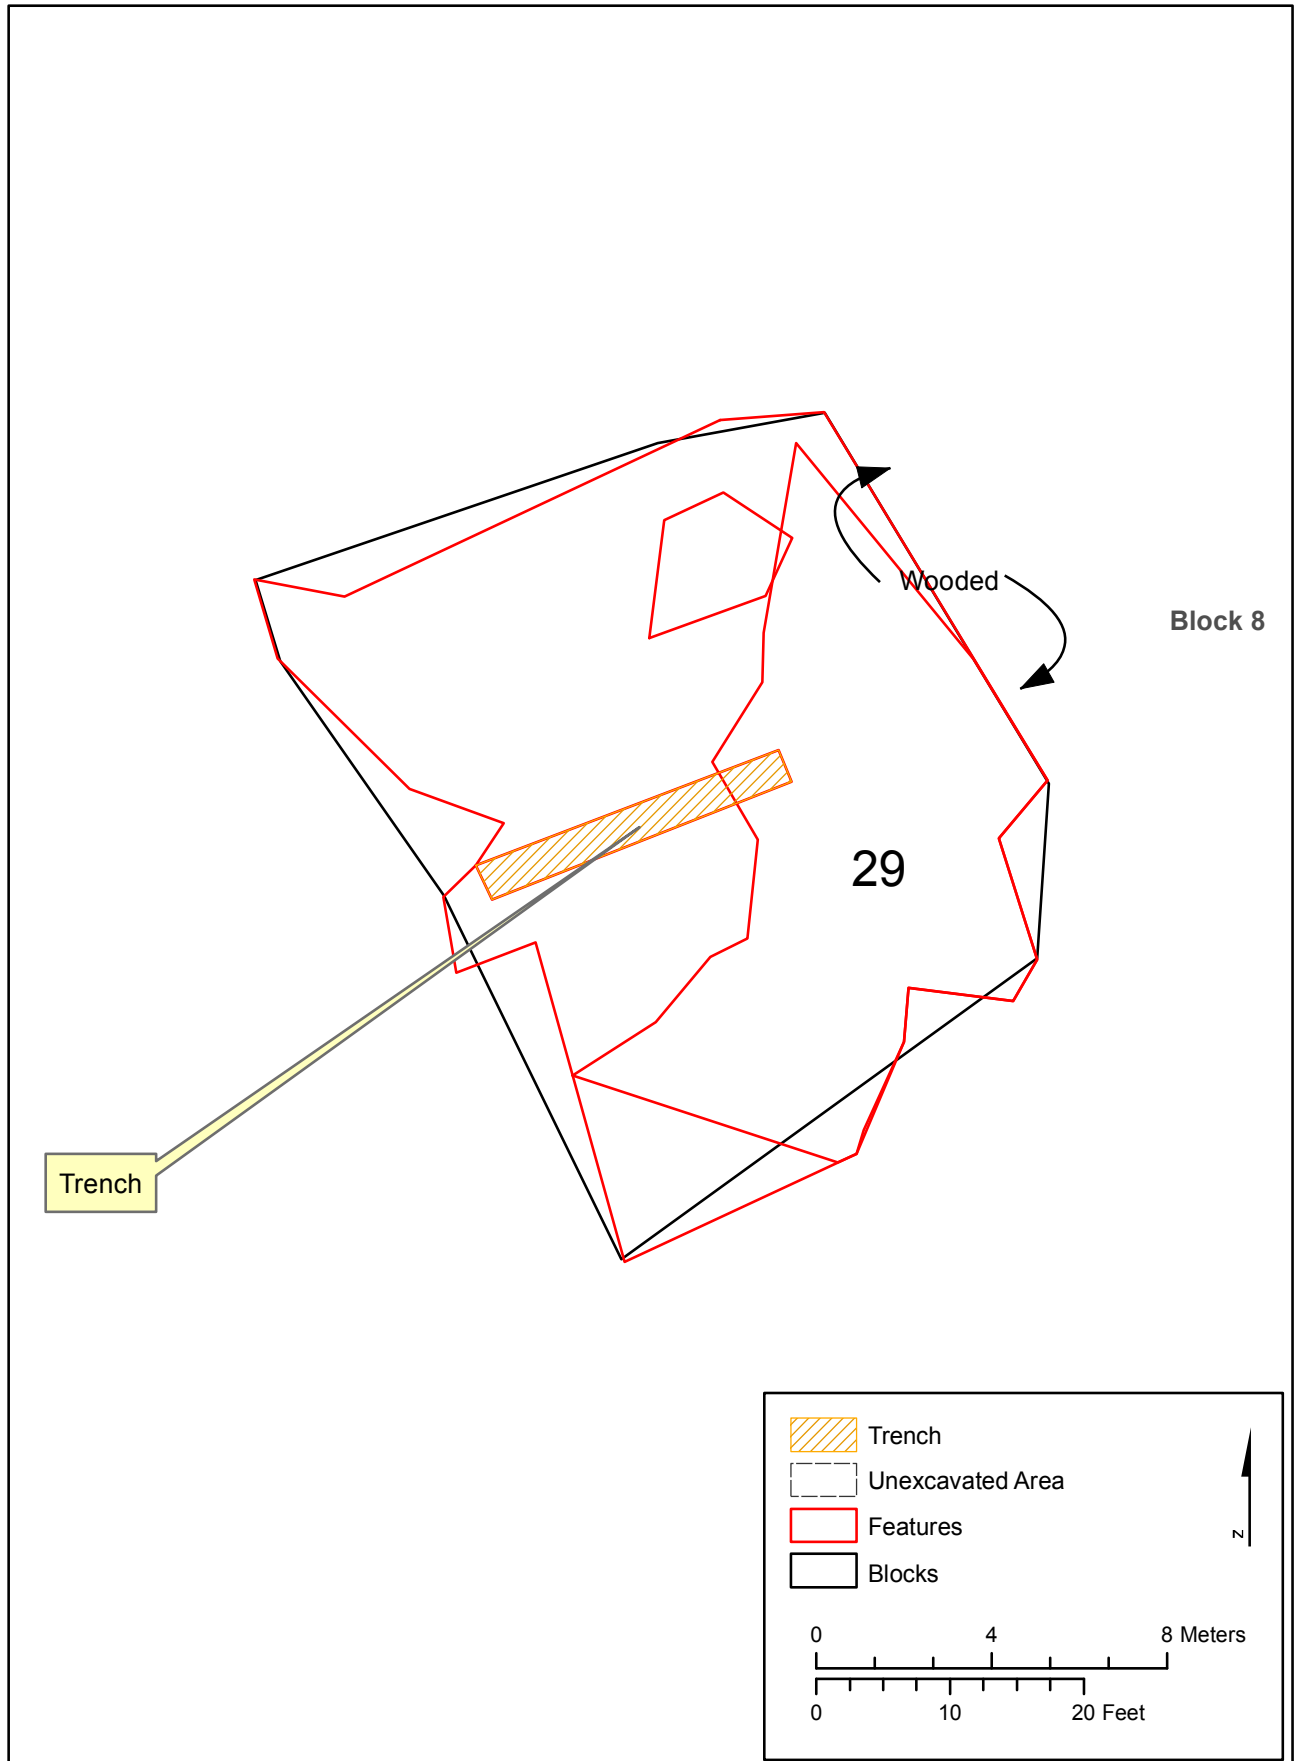 Wooded
Block 8
29
Trench
Trench
Unexcavated Area
Features
Blocks
N
0 4 8 Meters
0 10 20 Feet